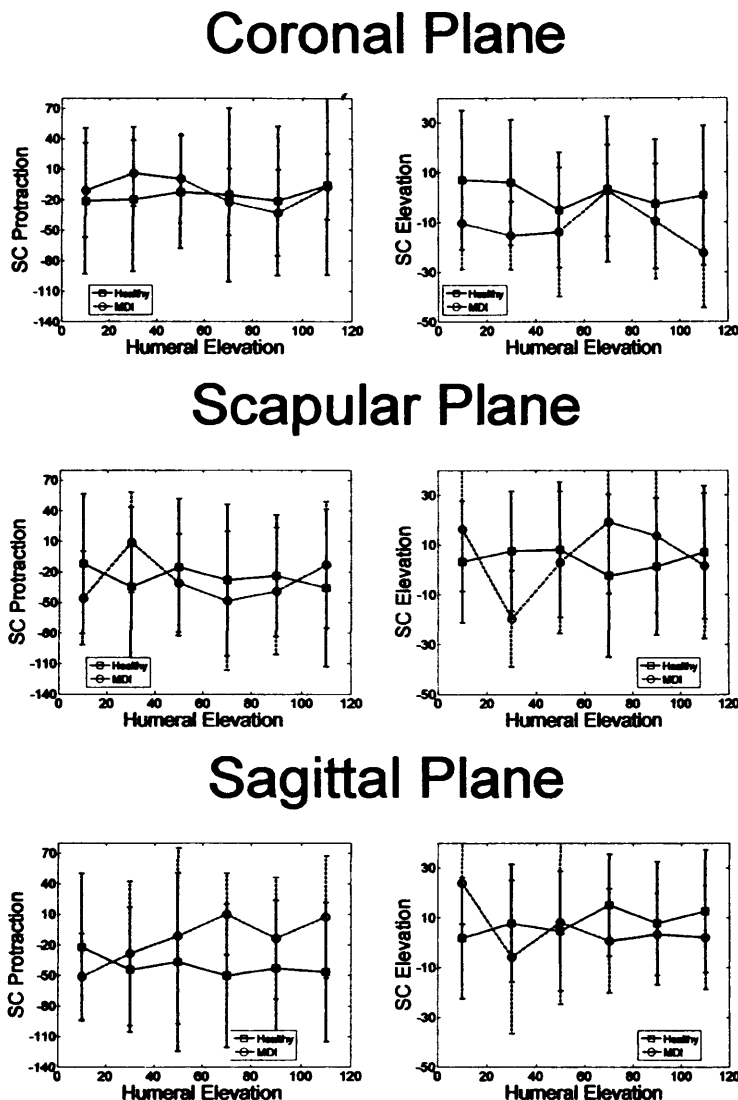 Coronal Plane
70
40
10
-20
-50
-80
-110
-140
0 20 40 60 80 100 120
SC Protraction
Humeral Elevation
Healthy
MDI
30
10
-10
-30
-50
0 20 40 60 80 100 120
SC Elevation
Humeral Elevation
Healthy
MDI
Scapular Plane
70
40
10
-20
-50
-80
-110
-140
0 20 40 60 80 100 120
SC Protraction
Humeral Elevation
Healthy
MDI
30
10
-10
-30
-50
0 20 40 60 80 100 120
SC Elevation
Humeral Elevation
Healthy
MDI
Sagittal Plane
70
40
10
-20
-50
-80
-110
-140
0 20 40 60 80 100 120
SC Protraction
Humeral Elevation
Healthy
MDI
30
10
-10
-30
-50
0 20 40 60 80 100 120
SC Elevation
Humeral Elevation
Healthy
MDI